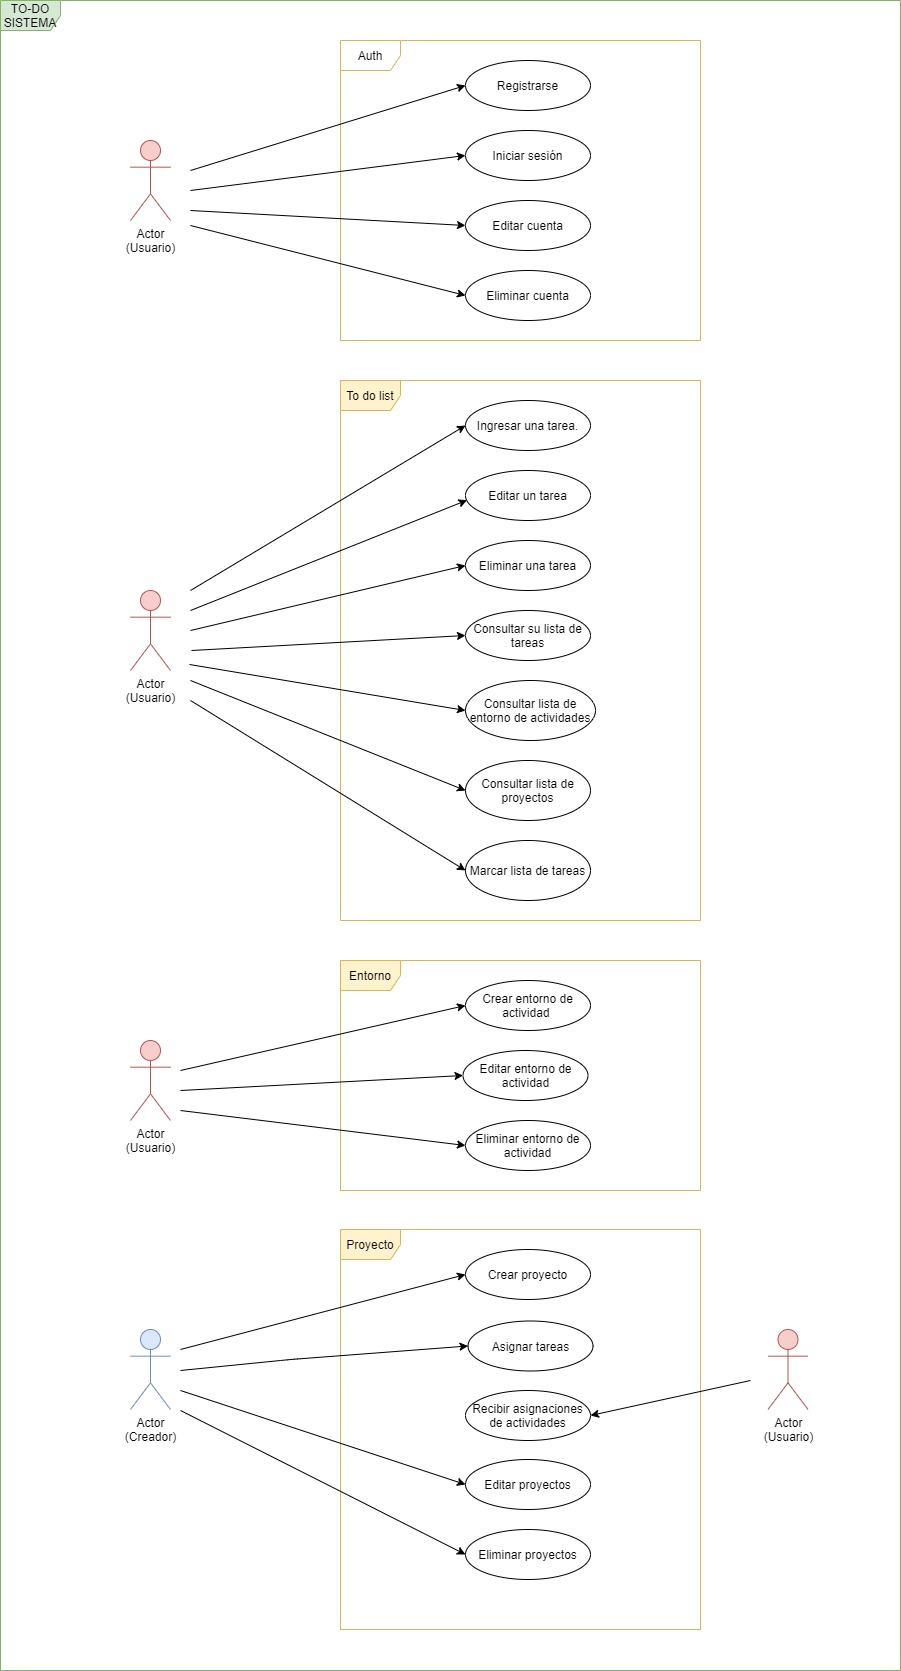 TO-DO
SISTEMA
Auth
Registrarse
Iniciar sesión
Editar cuenta
Eliminar cuenta
Actor
(Usuario)
To do list
Ingresar una tarea.
Editar un tarea
Eliminar una tarea
Consultar su lista de
tareas
Consultar lista de
entorno de actividades
Consultar lista de
proyectos
Marcar lista de tareas
Actor
(Usuario)
Entorno
Crear entorno de
actividad
Editar entorno de
actividad
Eliminar entorno de
actividad
Actor
(Usuario)
Proyecto
Crear proyecto
Asignar tareas
Recibir asignaciones
de actividades
Editar proyectos
Eliminar proyectos
Actor
(Creador)
Actor
(Usuario)